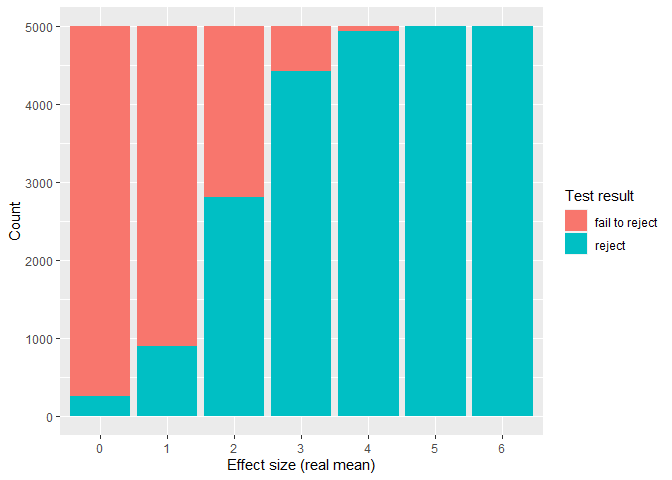 5000
4000
3000
2000
1000
0
Count
0 1 2 3 4 5 6
Effect size (real mean)
Test result
fail to reject
reject